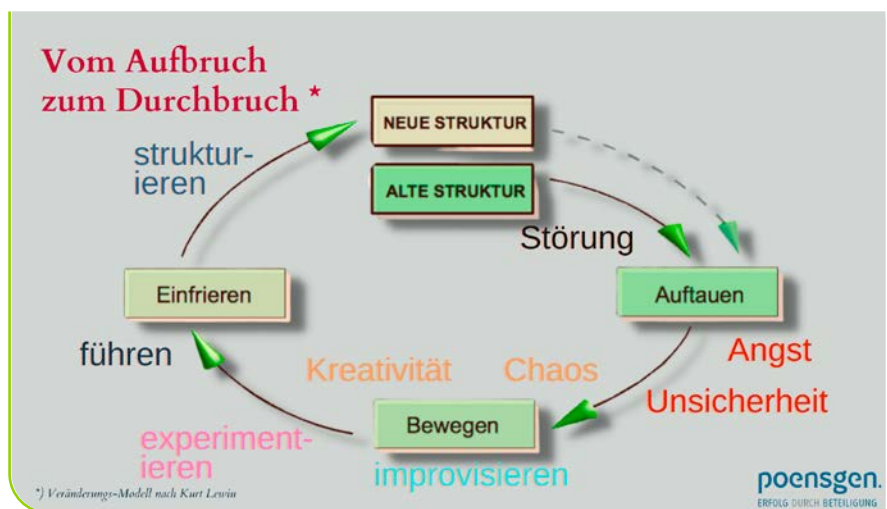 Vom Aufbruch
zum Durchbruch *
NEUE STRUKTUR
struktur-
ieren
ALTE STRUKTUR
Störung
Einfrieren
Auftauen
führen
Angst
Kreativität
Chaos
Unsicherheit
Bewegen
experiment-
ieren
improvisieren
*) Veränderungs-Modell nach Kurt Lewin
poensgen.
ERFOLG DURCH BETEILIGUNG